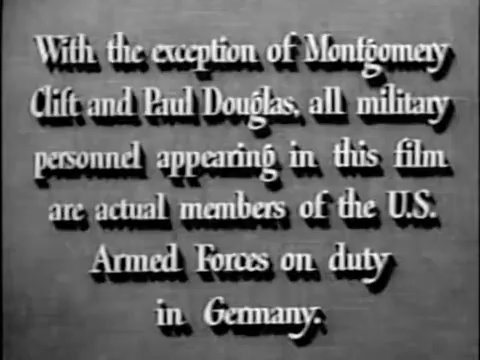 With the exception of Montgomery
Clift and Paul Douglas, all military
personnel appearing in this film
are actual members of the U.S.
Armed Forces on duty
in Germany.